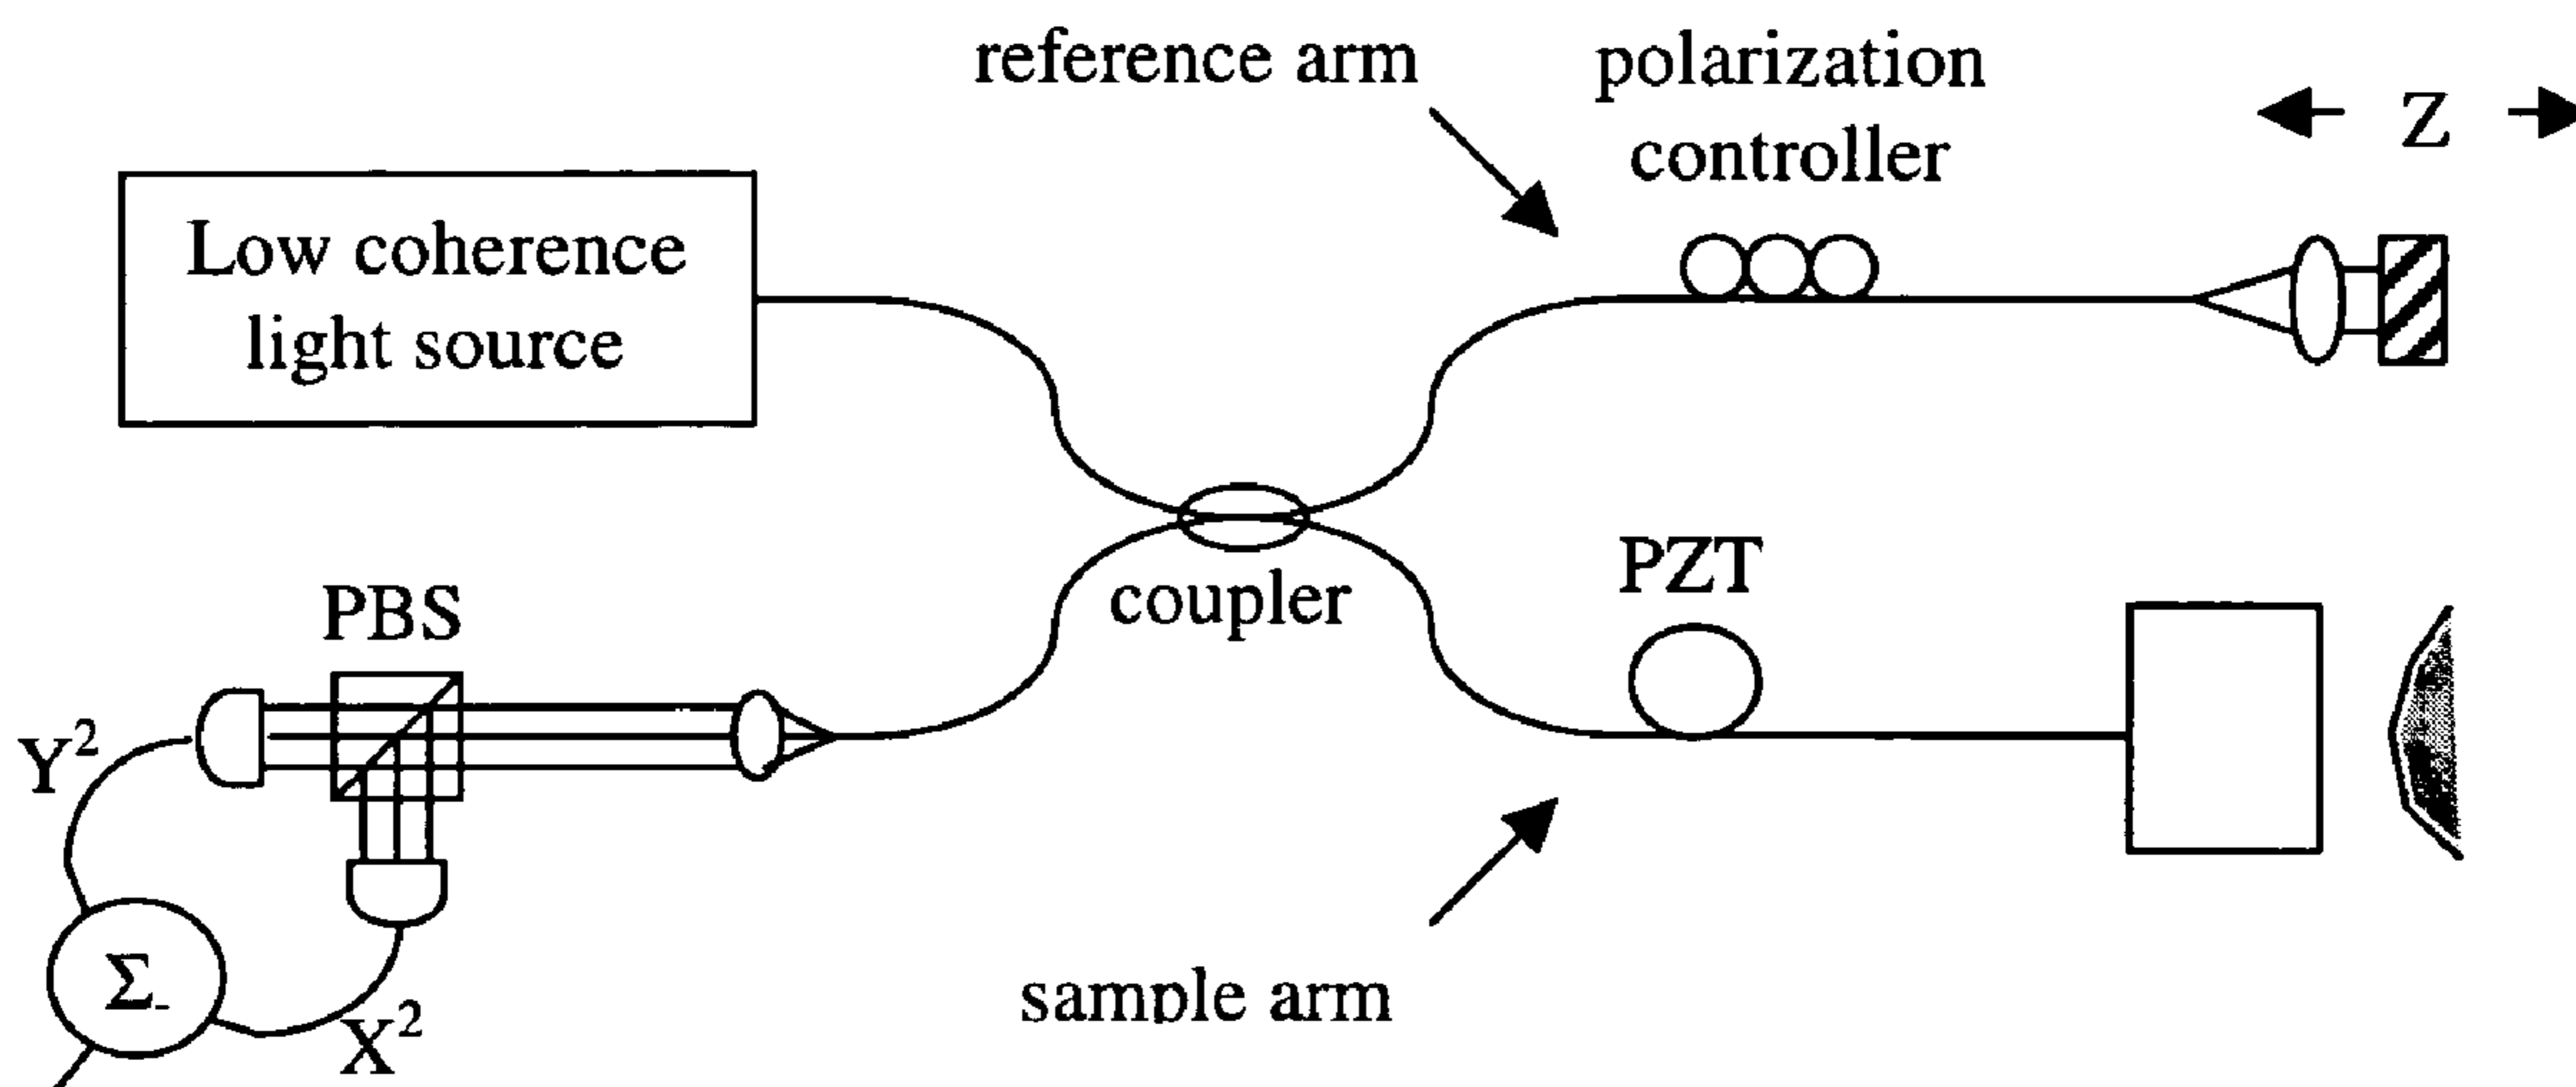 reference arm
polarization
controller
Z
Low coherence
light source
coupler
PZT
PBS
Y²
Σ-
X²
sample arm